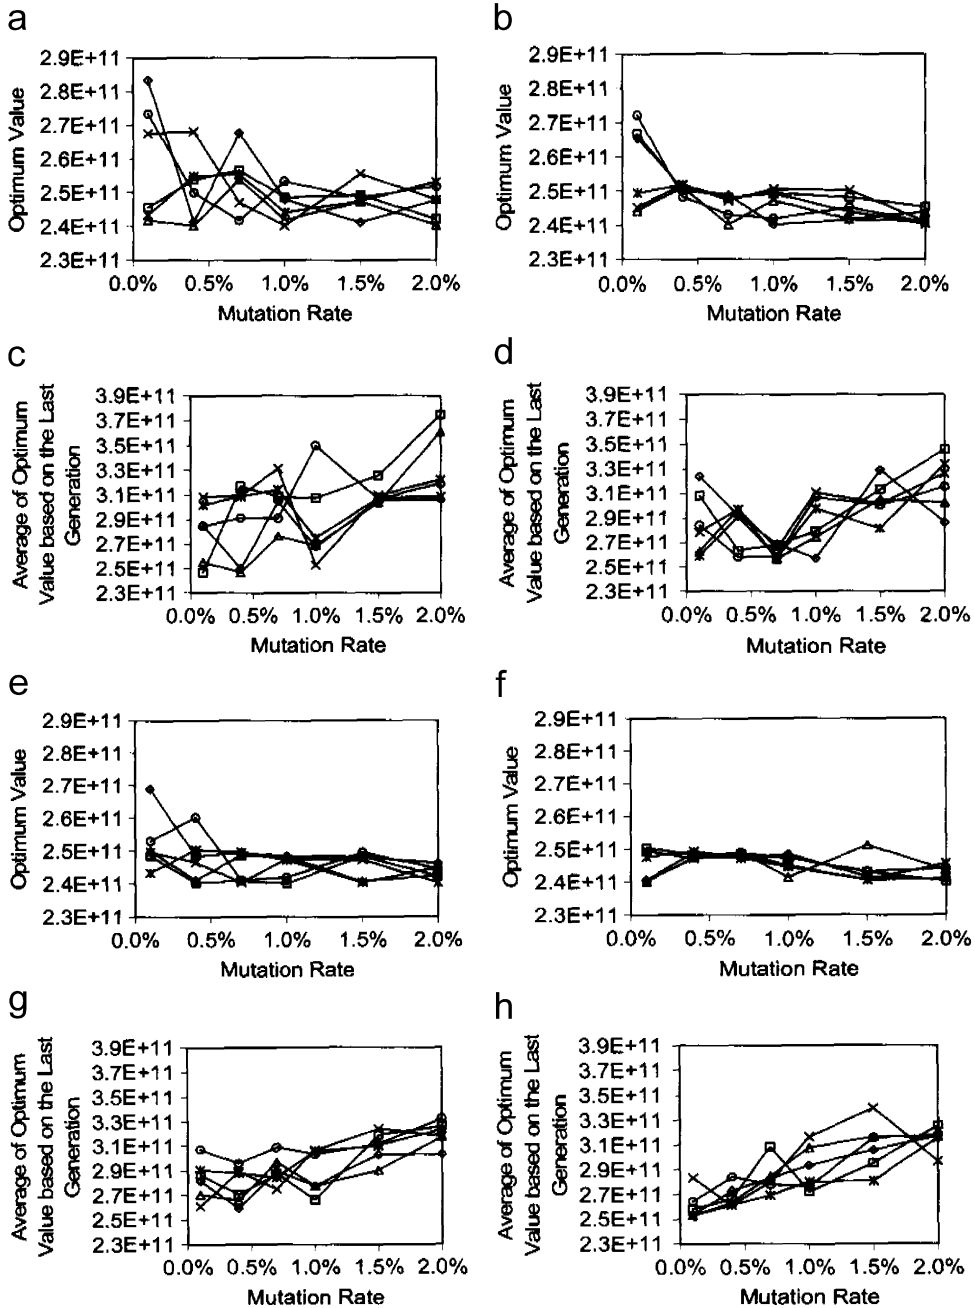 a
2.9E+11
2.8E+11
2.7E+11
2.6E+11
2.5E+11
2.4E+11
2.3E+11
Optimum Value
0.0% 0.5% 1.0% 1.5% 2.0%
Mutation Rate
b
2.9E+11
2.8E+11
2.7E+11
2.6E+11
2.5E+11
2.4E+11
2.3E+11
Optimum Value
0.0% 0.5% 1.0% 1.5% 2.0%
Mutation Rate
c
3.9E+11
3.7E+11
3.5E+11
3.3E+11
3.1E+11
2.9E+11
2.7E+11
2.5E+11
2.3E+11
Average of Optimum
Value based on the Last
Generation
0.0% 0.5% 1.0% 1.5% 2.0%
Mutation Rate
d
3.9E+11
3.7E+11
3.5E+11
3.3E+11
3.1E+11
2.9E+11
2.7E+11
2.5E+11
2.3E+11
Average of Optimum
Value based on the Last
Generation
0.0% 0.5% 1.0% 1.5% 2.0%
Mutation Rate
e
2.9E+11
2.8E+11
2.7E+11
2.6E+11
2.5E+11
2.4E+11
2.3E+11
Optimum Value
0.0% 0.5% 1.0% 1.5% 2.0%
Mutation Rate
f
2.9E+11
2.8E+11
2.7E+11
2.6E+11
2.5E+11
2.4E+11
2.3E+11
Optimum Value
0.0% 0.5% 1.0% 1.5% 2.0%
Mutation Rate
g
3.9E+11
3.7E+11
3.5E+11
3.3E+11
3.1E+11
2.9E+11
2.7E+11
2.5E+11
2.3E+11
Average of Optimum
Value based on the Last
Generation
0.0% 0.5% 1.0% 1.5% 2.0%
Mutation Rate
h
3.9E+11
3.7E+11
3.5E+11
3.3E+11
3.1E+11
2.9E+11
2.7E+11
2.5E+11
2.3E+11
Average of Optimum
Value based on the Last
Generation
0.0% 0.5% 1.0% 1.5% 2.0%
Mutation Rate